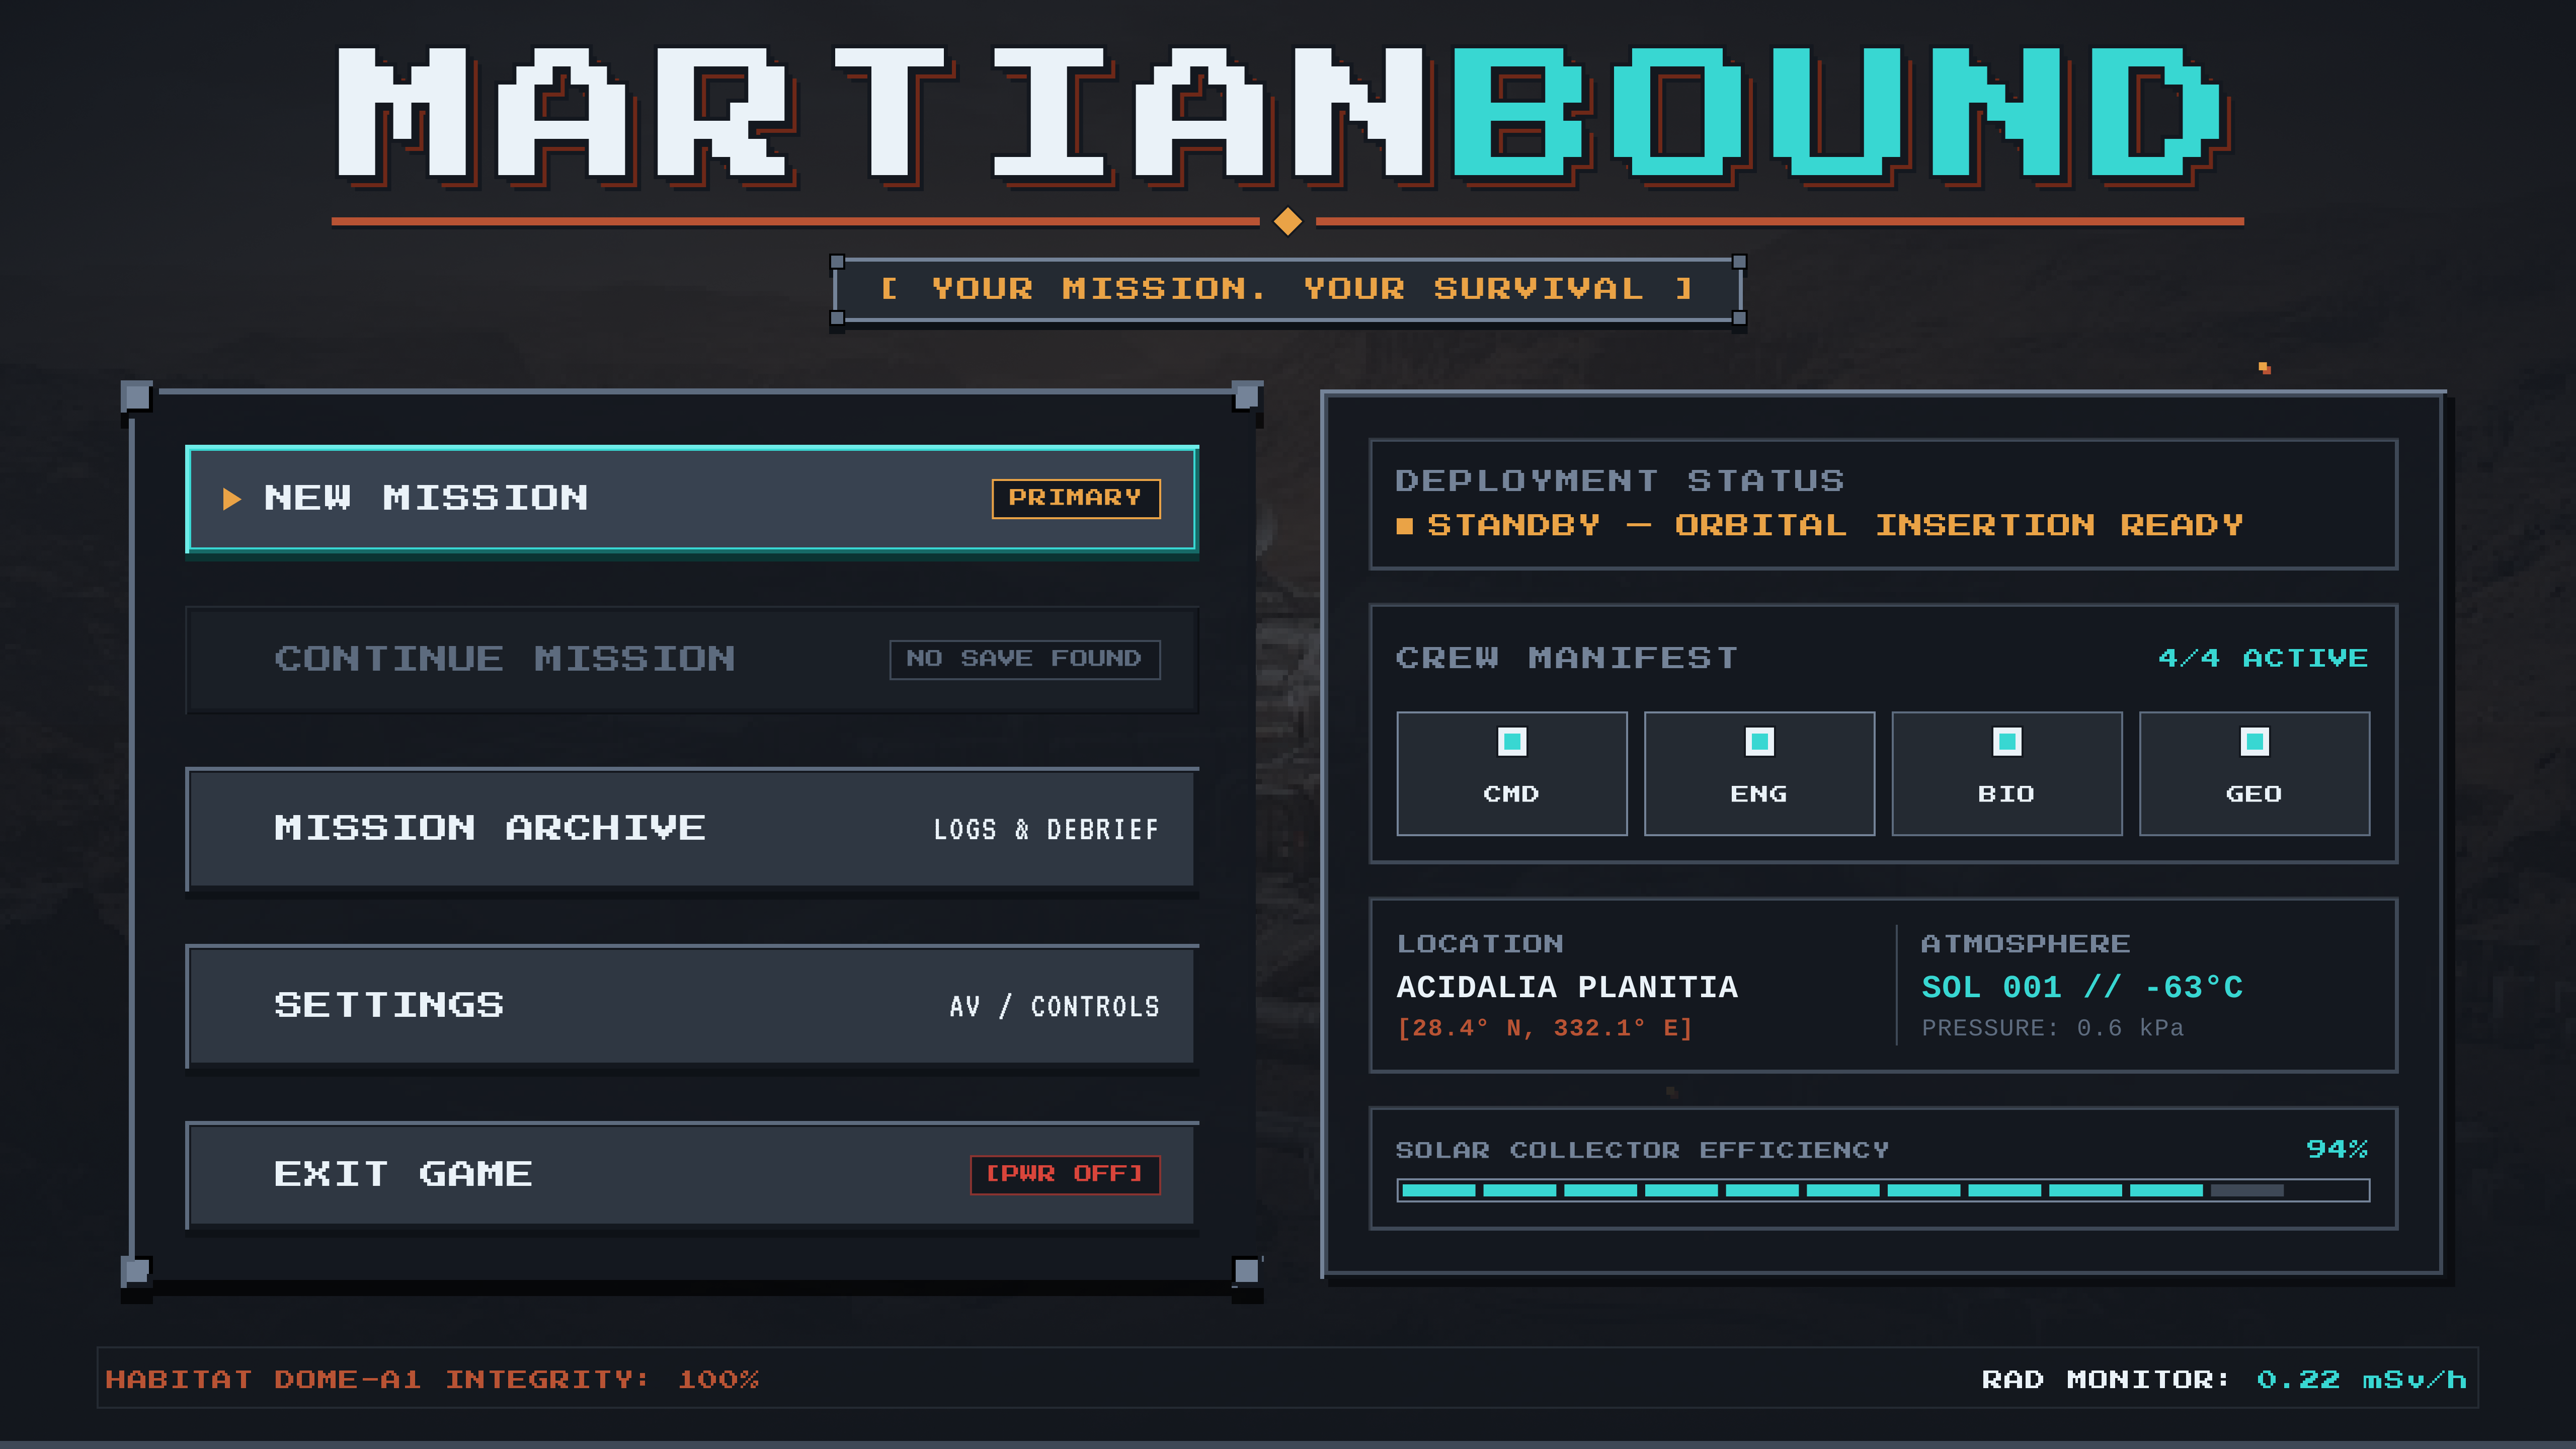 MARTIANBOUND
[ YOUR MISSION. YOUR SURVIVAL ]
NEW MISSION PRIMARY
CONTINUE MISSION NO SAVE FOUND
MISSION ARCHIVE LOGS & DEBRIEF
SETTINGS AV / CONTROLS
EXIT GAME [PWR OFF]
DEPLOYMENT STATUS
STANDBY — ORBITAL INSERTION READY
CREW MANIFEST 4/4 ACTIVE
CMD ENG BIO GEO
LOCATION
ACIDALIA PLANITIA
[28.4° N, 332.1° E]
ATMOSPHERE
SOL 001 // -63°C
PRESSURE: 0.6 kPa
SOLAR COLLECTOR EFFICIENCY 94%
HABITAT DOME-A1 INTEGRITY: 100%
RAD MONITOR: 0.22 mSv/h